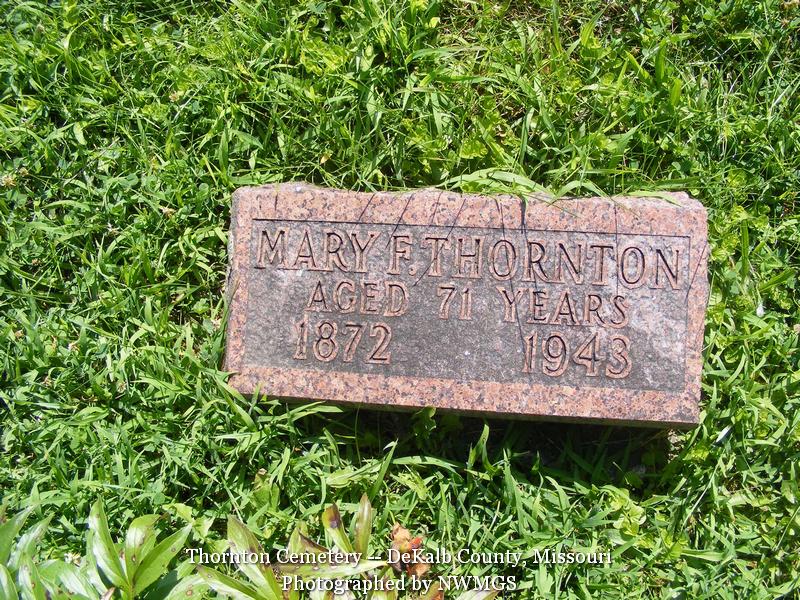 MARY F. THORNTON
AGED 71 YEARS
1872 1943
Thornton Cemetery -- DeKalb County, Missouri
Photographed by NWMGS